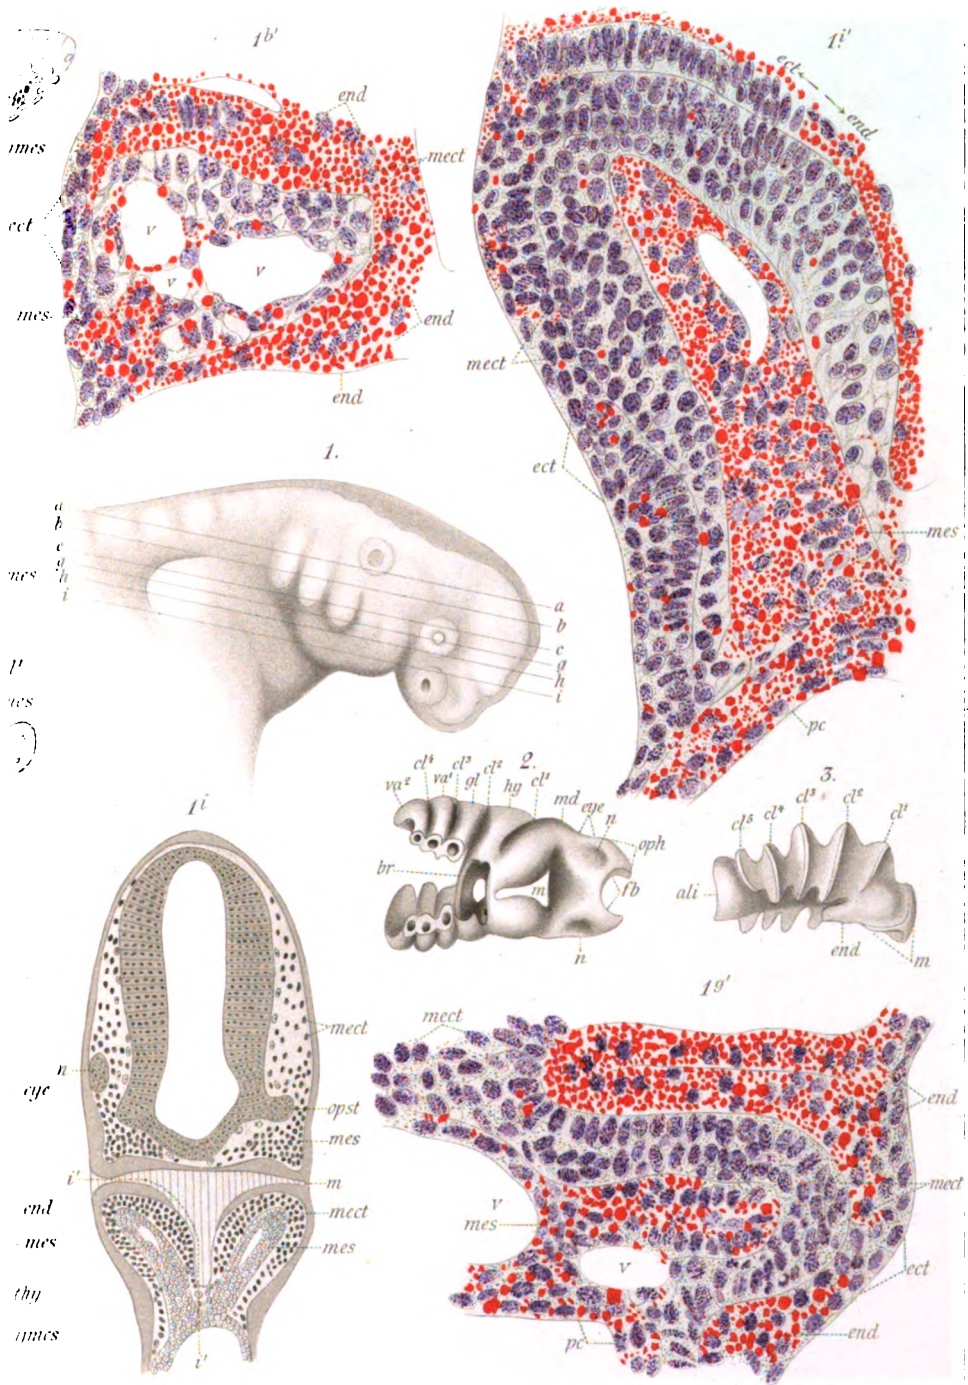 1b'
1i'
ect
end
end
mect
mes
v
v
v
end
end
mect
ect
mes
pc
1.
a
b
c
g
h
i
a
b
c
g
h
i
2.
va² cl⁴ va¹ cl³ gl cl² hy cl¹ md eye n oph
br
m
fb
n
3.
cl⁵ cl⁴ cl³ cl² cl¹
ali
end
m
1i
mect
n
eye
opst
mes
i'
m
end
mect
mes
mes
thy
i'
1g'
mect
end
mect
v
mes
v
ect
end
pc